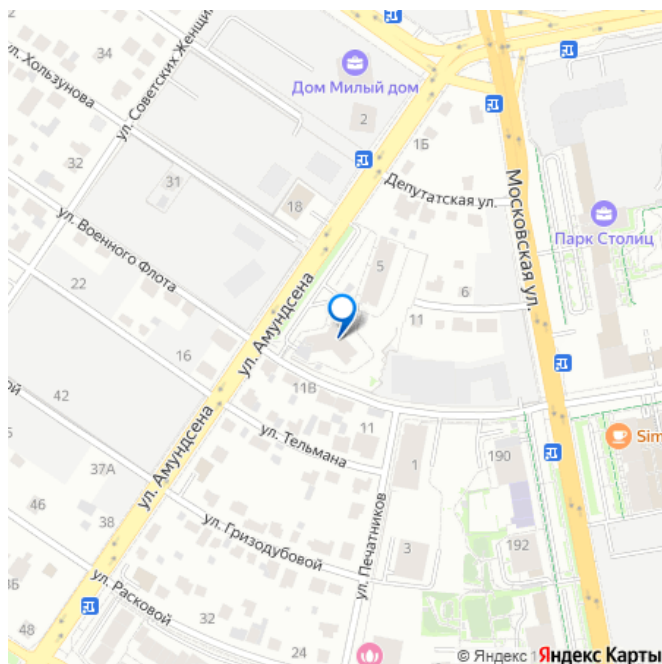 34
ул. Хользунова
ул. Советских Женщин
Дом Милый дом
2
1Б
32
31
18
Депутатская ул.
Московская ул.
Парк Столиц
ул. Военного Флота
22
5
6
11
ул. Амундсена
16
42
11В
11
190
Sim
ул. Амундсена
ул. Тельмана
1
37А
46
38
192
ул. Гризодубовой
ул. Печатников
3
ул. Расковой
32
24
48
© Яндекс
Яндекс Карты